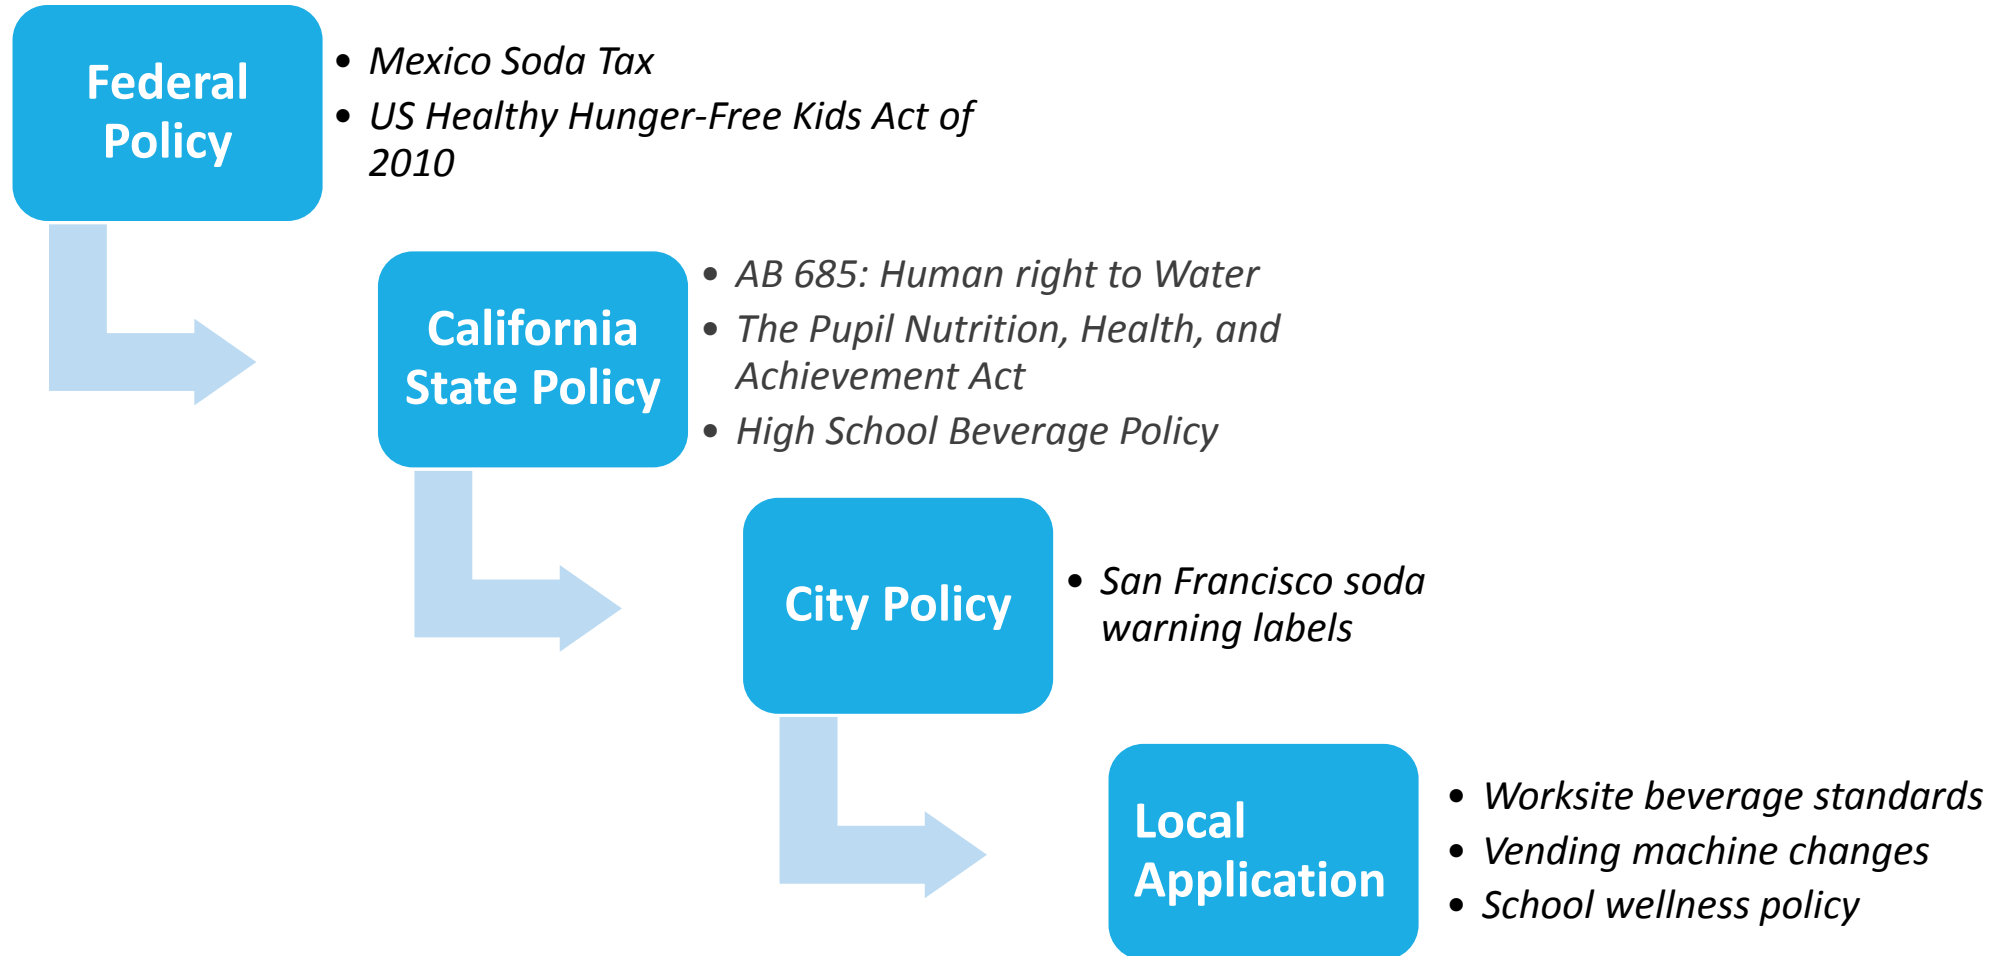 Federal
Policy
• Mexico Soda Tax
• US Healthy Hunger-Free Kids Act of
2010
California
State Policy
• AB 685: Human right to Water
• The Pupil Nutrition, Health, and
Achievement Act
• High School Beverage Policy
City Policy
• San Francisco soda
warning labels
Local
Application
• Worksite beverage standards
• Vending machine changes
• School wellness policy